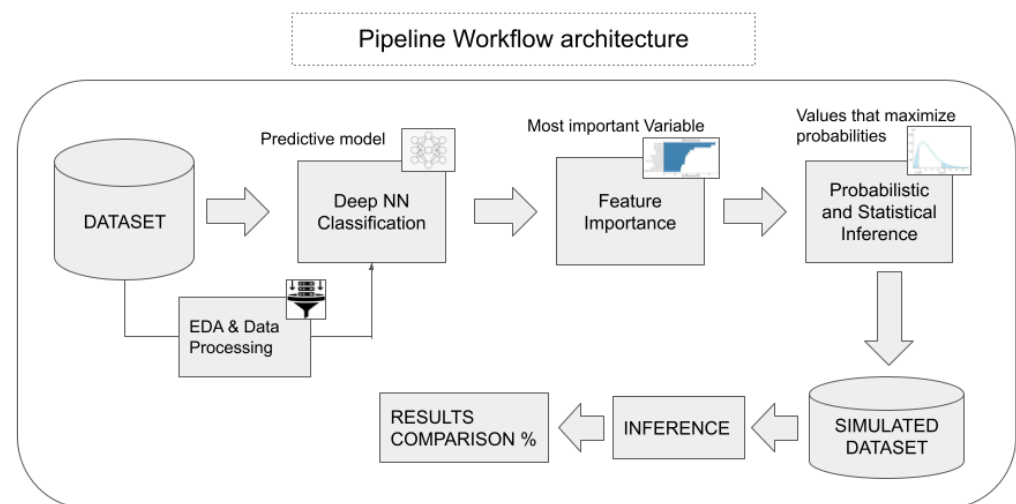 Pipeline Workflow architecture
Predictive model
Most important Variable
Values that maximize
probabilities
DATASET
Deep NN
Classification
Feature
Importance
Probabilistic
and Statistical
Inference
EDA & Data
Processing
RESULTS
COMPARISON %
INFERENCE
SIMULATED
DATASET